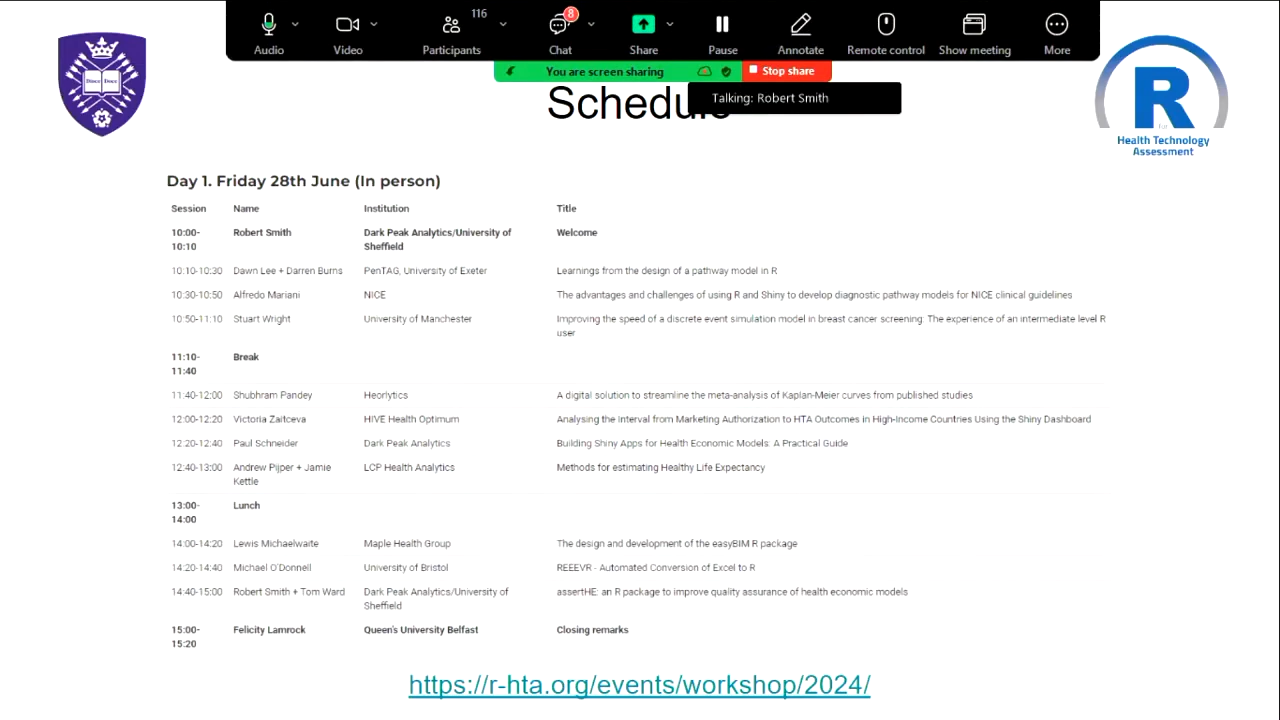 116
8
Audio Video Participants Chat Share Pause Annotate Remote control Show meeting More
You are screen sharing Stop share
Talking: Robert Smith
Disce Doce
R
for
Health Technology
Assessment
Day 1. Friday 28th June (In person)
Session Name Institution Title
10:00- Robert Smith Dark Peak Analytics/University of Welcome
10:10 Sheffield
10:10-10:30 Dawn Lee + Darren Burns PenTAG, University of Exeter Learnings from the design of a pathway model in R
10:30-10:50 Alfredo Mariani NICE The advantages and challenges of using R and Shiny to develop diagnostic pathway models for NICE clinical guidelines
10:50-11:10 Stuart Wright University of Manchester Improving the speed of a discrete event simulation model in breast cancer screening: The experience of an intermediate level R
user
11:10- Break
11:40
11:40-12:00 Shubhram Pandey Heorlytics A digital solution to streamline the meta-analysis of Kaplan-Meier curves from published studies
12:00-12:20 Victoria Zaitceva HIVE Health Optimum Analysing the Interval from Marketing Authorization to HTA Outcomes in High-Income Countries Using the Shiny Dashboard
12:20-12:40 Paul Schneider Dark Peak Analytics Building Shiny Apps for Health Economic Models: A Practical Guide
12:40-13:00 Andrew Pijper + Jamie LCP Health Analytics Methods for estimating Healthy Life Expectancy
Kettle
13:00- Lunch
14:00
14:00-14:20 Lewis Michaelwaite Maple Health Group The design and development of the easyBIM R package
14:20-14:40 Michael O'Donnell University of Bristol REEEVR - Automated Conversion of Excel to R
14:40-15:00 Robert Smith + Tom Ward Dark Peak Analytics/University of assertHE: an R package to improve quality assurance of health economic models
Sheffield
15:00- Felicity Lamrock Queen's University Belfast Closing remarks
15:20
https://r-hta.org/events/workshop/2024/